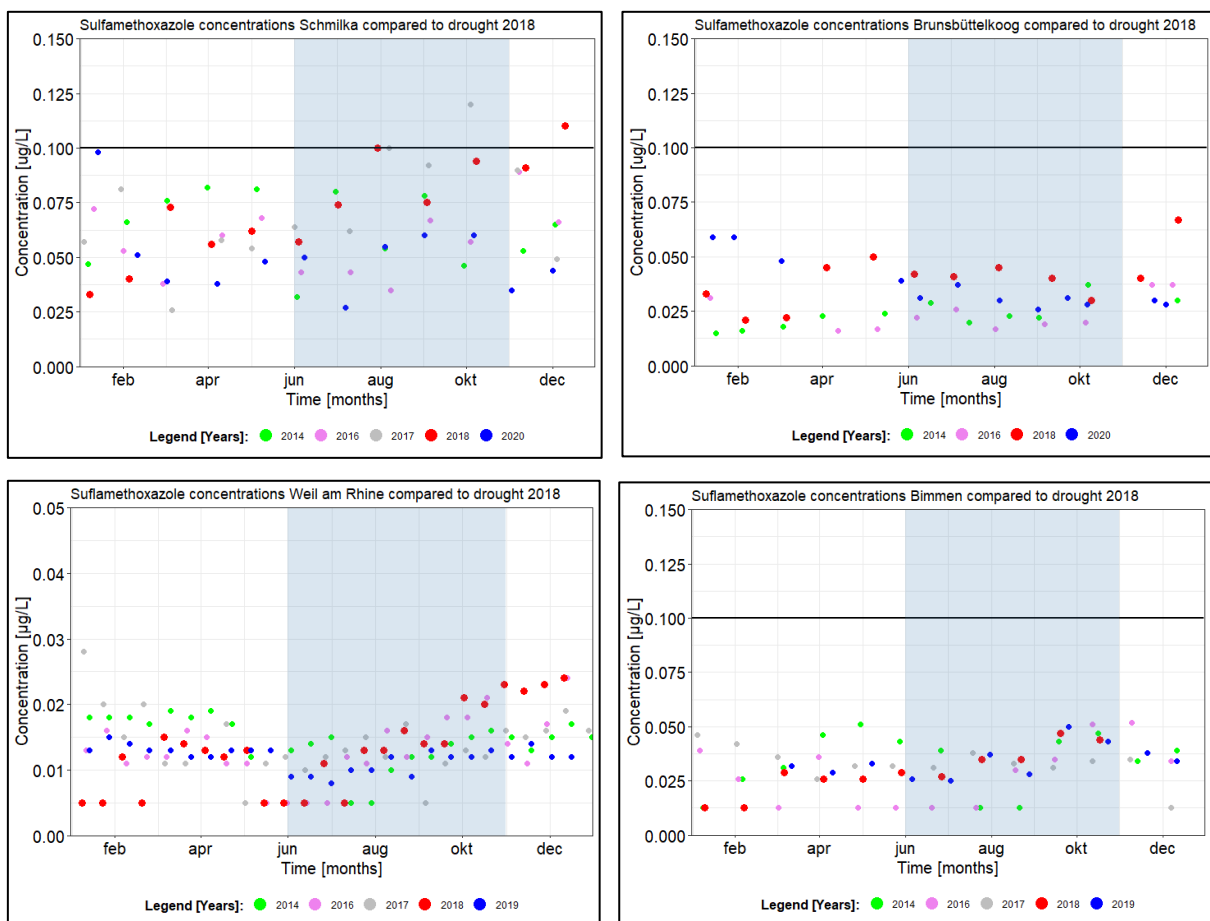 Sulfamethoxazole concentrations Schmilka compared to drought 2018
0.150
0.125
0.100
0.075
0.050
0.025
0.000
Concentration [ug/L]
feb apr jun aug okt dec
Time [months]
Legend [Years]: 2014 2016 2017 2018 2020
Sulfamethoxazole concentrations Brunsbüttelkoog compared to drought 2018
0.150
0.125
0.100
0.075
0.050
0.025
0.000
Concentration [ug/L]
feb apr jun aug okt dec
Time [months]
Legend [Years]: 2014 2016 2018 2020
Suflamethoxazole concentrations Weil am Rhine compared to drought 2018
0.05
0.04
0.03
0.02
0.01
0.00
Concentration [µg/L]
feb apr jun aug okt dec
Time [months]
Legend [Years]: 2014 2016 2017 2018 2019
Suflamethoxazole concentrations Bimmen compared to drought 2018
0.150
0.125
0.100
0.075
0.050
0.025
0.000
Concentration [µg/L]
feb apr jun aug okt dec
Time [months]
Legend [Years]: 2014 2016 2017 2018 2019